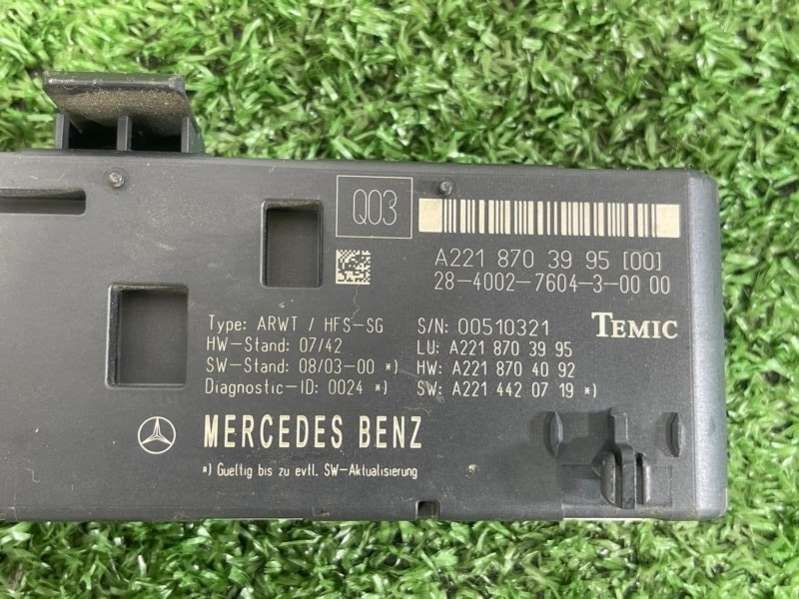 Q03
A221 870 39 95 [00]
28-4002-7604-3-00 00
Type: ARWT / HFS-SG
HW-Stand: 07/42
SW-Stand: 08/03-00 *)
Diagnostic-ID: 0024 *)
S/N: 00510321
LU: A221 870 39 95
HW: A221 870 40 92
SW: A221 442 07 19 *)
TEMIC
MERCEDES BENZ
*) Gueltig bis zu evtl. SW-Aktualisierung